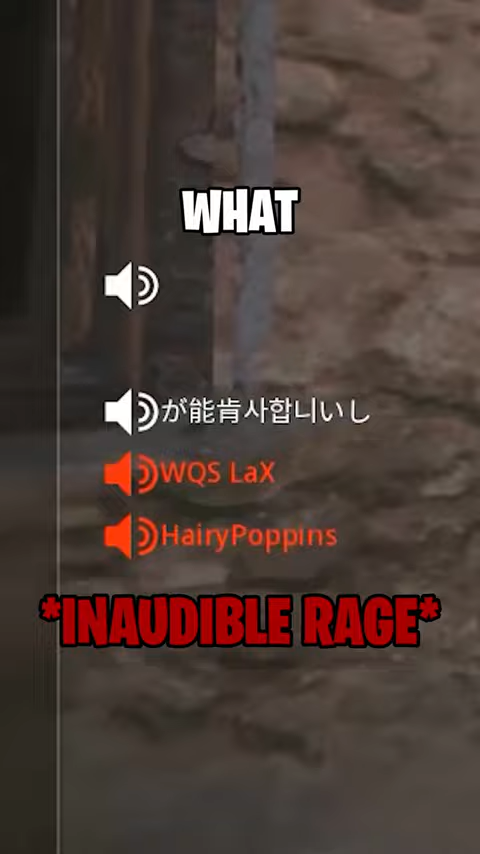 WHAT
が能肯사합니いし
WQS LaX
HairyPoppins
*INAUDIBLE RAGE*